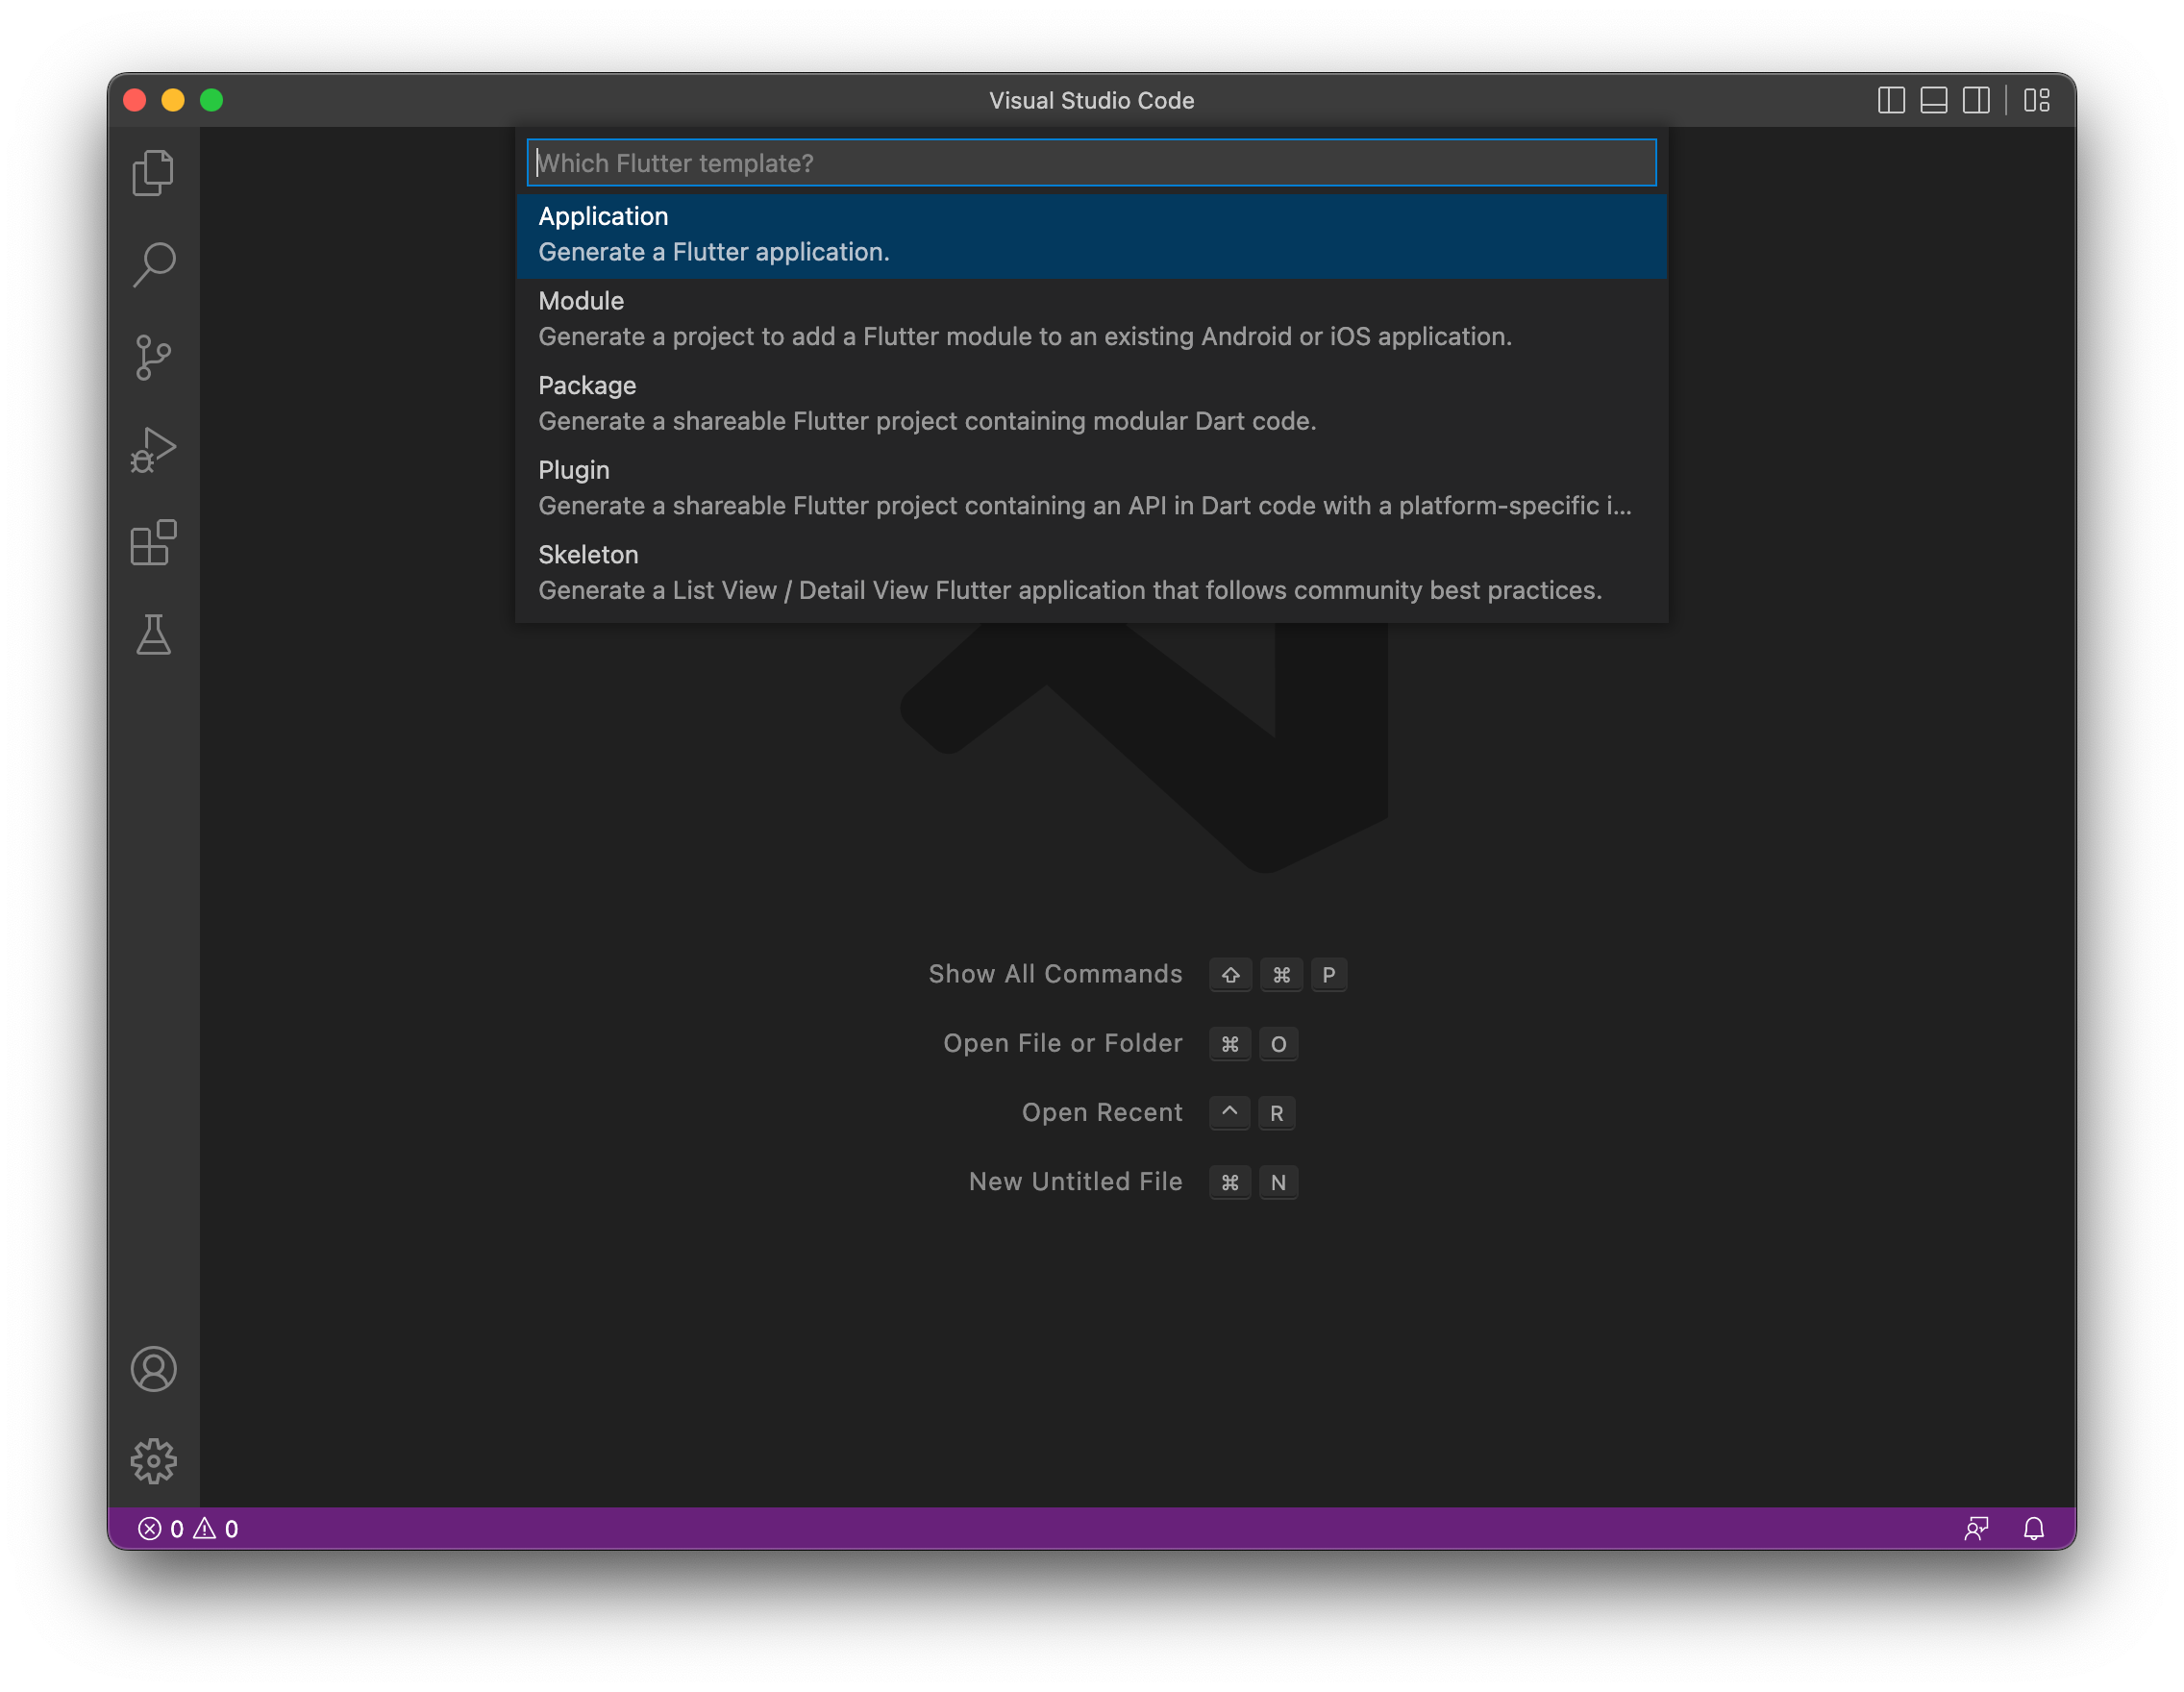 Visual Studio Code
Which Flutter template?
Application
Generate a Flutter application.
Module
Generate a project to add a Flutter module to an existing Android or iOS application.
Package
Generate a shareable Flutter project containing modular Dart code.
Plugin
Generate a shareable Flutter project containing an API in Dart code with a platform-specific i...
Skeleton
Generate a List View / Detail View Flutter application that follows community best practices.
Show All Commands ⇧ ⌘ P
Open File or Folder ⌘ O
Open Recent ^ R
New Untitled File ⌘ N
0 0